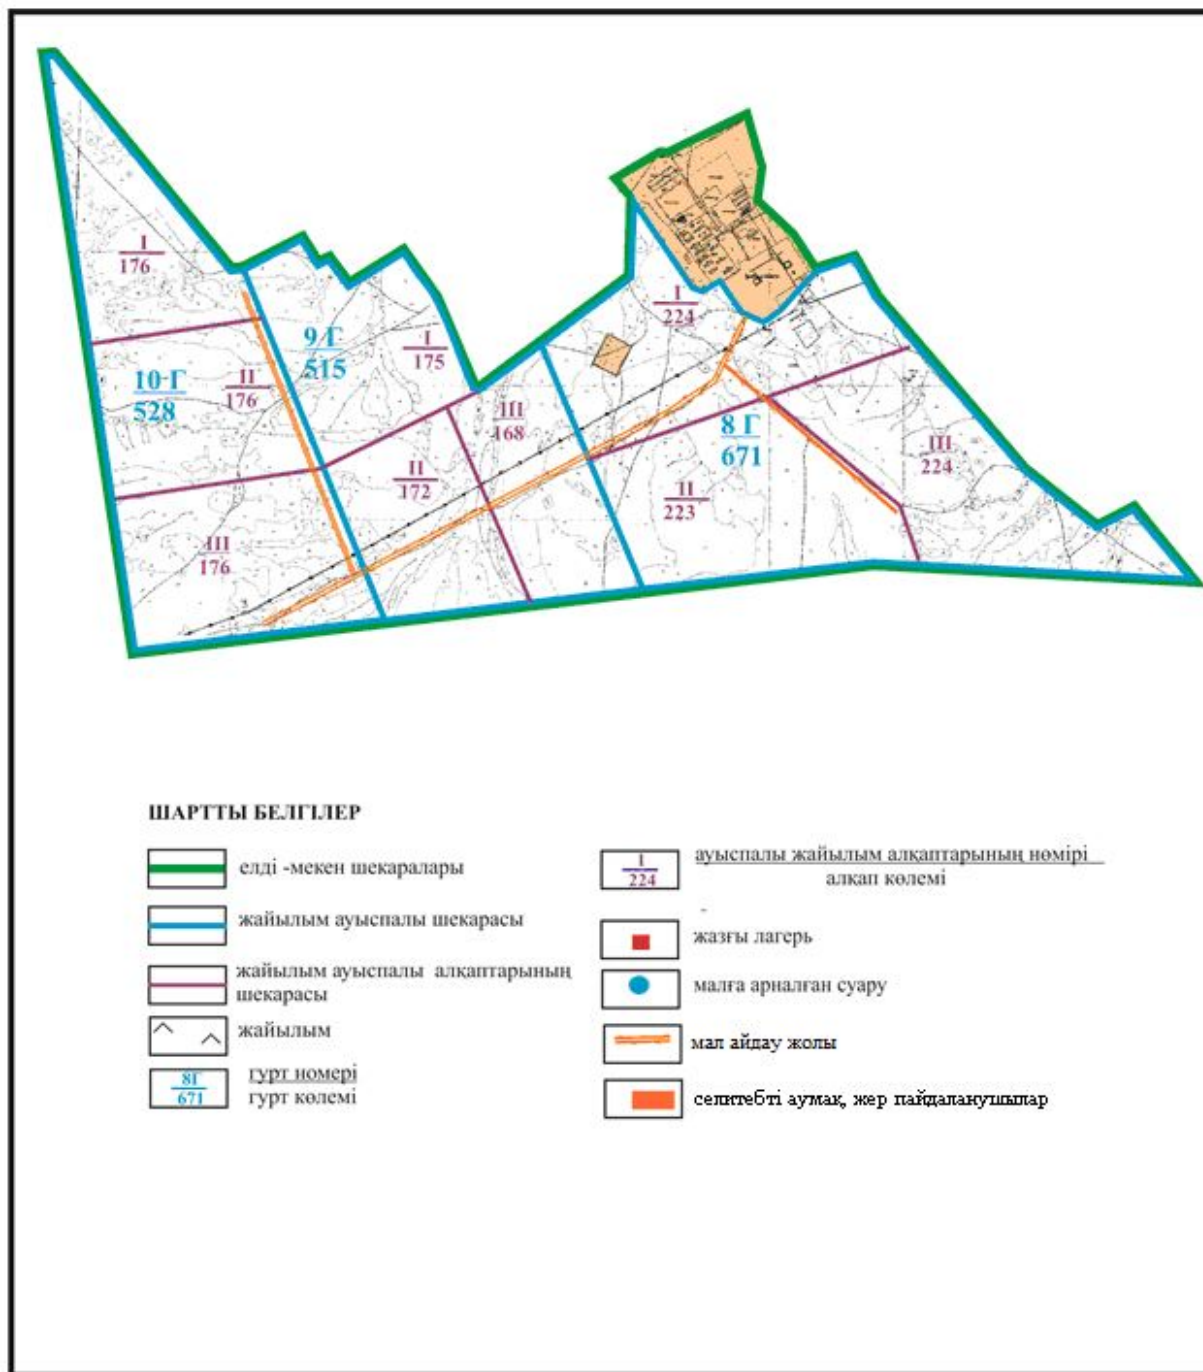 I
176
10 Г
528
II
176
III
176
9 Г
515
I
175
II
172
III
168
I
224
8 Г
671
II
223
III
224
3
ШАРТТЫ БЕЛГІЛЕР
елді -мекен шекаралары
жайылым ауыспалы шекарасы
жайылым ауыспалы алқаптарының
шекарасы
жайылым
8Г
671
гурт номері
гурт көлемі
I
224
ауыспалы жайылым алқаптарының нөмірі
алқап көлемі
жазғы лагерь
малға арналған суару
мал айдау жолы
селитебті аумақ, жер пайдаланушылар